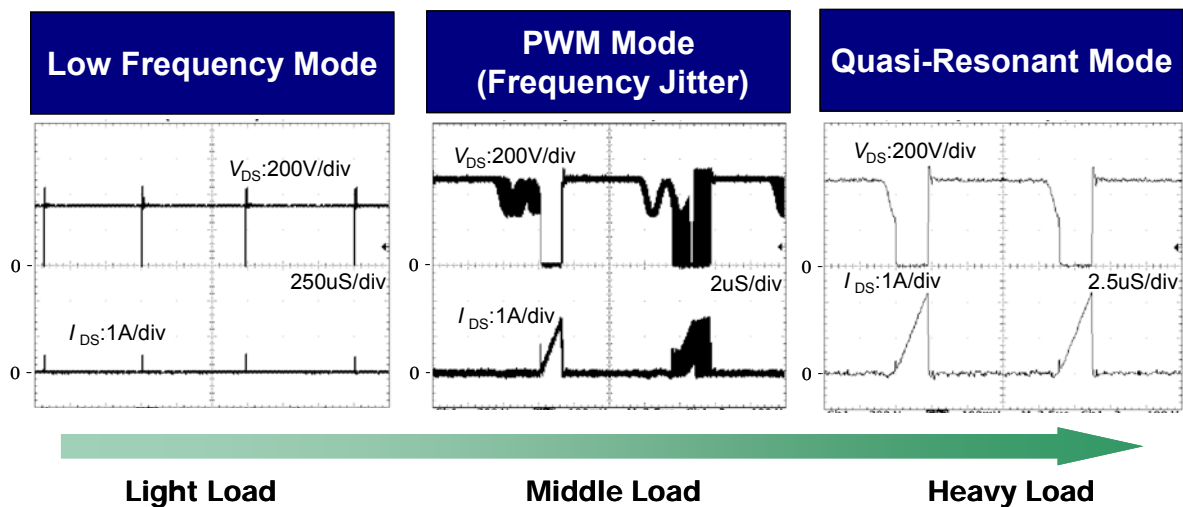 Low Frequency Mode
PWM Mode
(Frequency Jitter)
Quasi-Resonant Mode
VDS:200V/div
0
250uS/div
IDS:1A/div
0
VDS:200V/div
0
2uS/div
IDS:1A/div
0
VDS:200V/div
0
IDS:1A/div
2.5uS/div
0
Light Load
Middle Load
Heavy Load